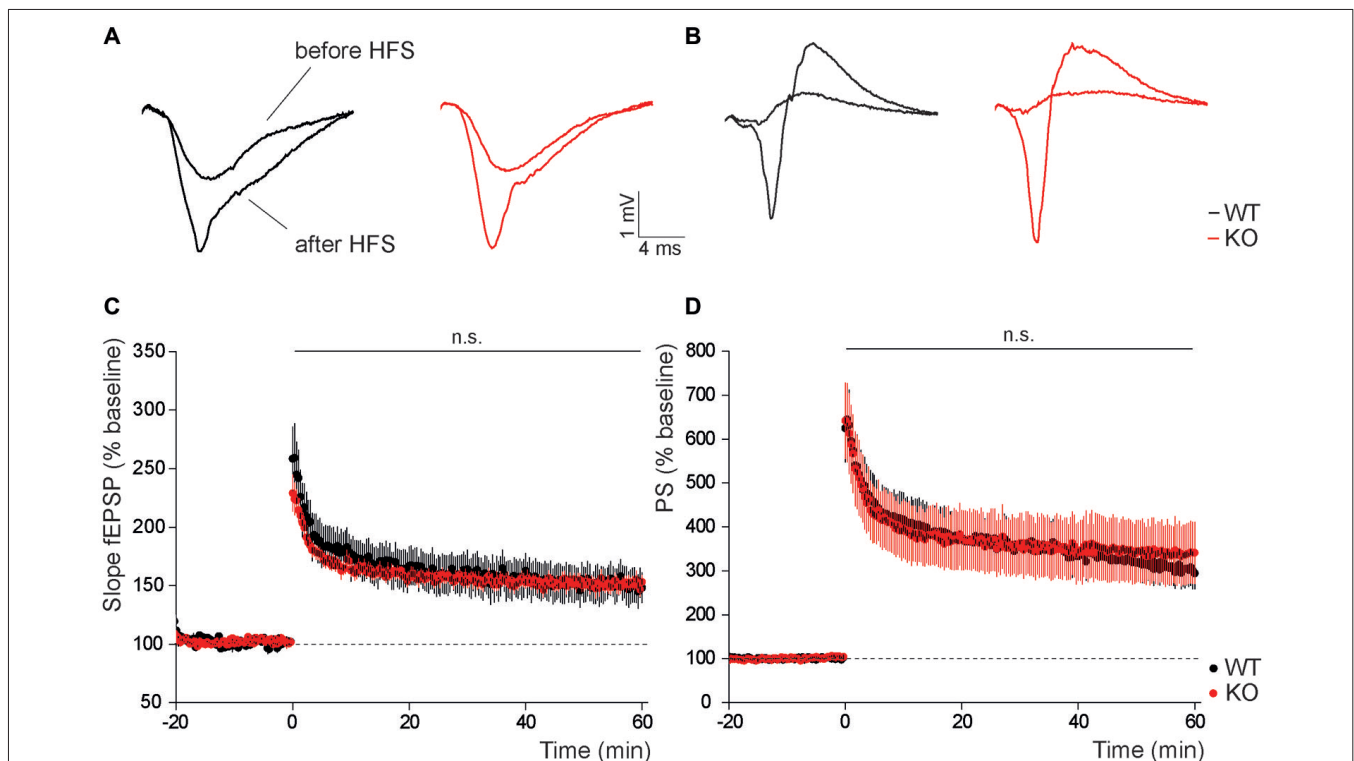 A
before HFS
after HFS
1 mV
4 ms
B
WT
KO
C
n.s.
Slope fEPSP (% baseline)
350
300
250
200
150
100
50
-20
0
20
40
60
Time (min)
D
n.s.
PS (% baseline)
800
700
600
500
400
300
200
100
0
-20
0
20
40
60
Time (min)
WT
KO